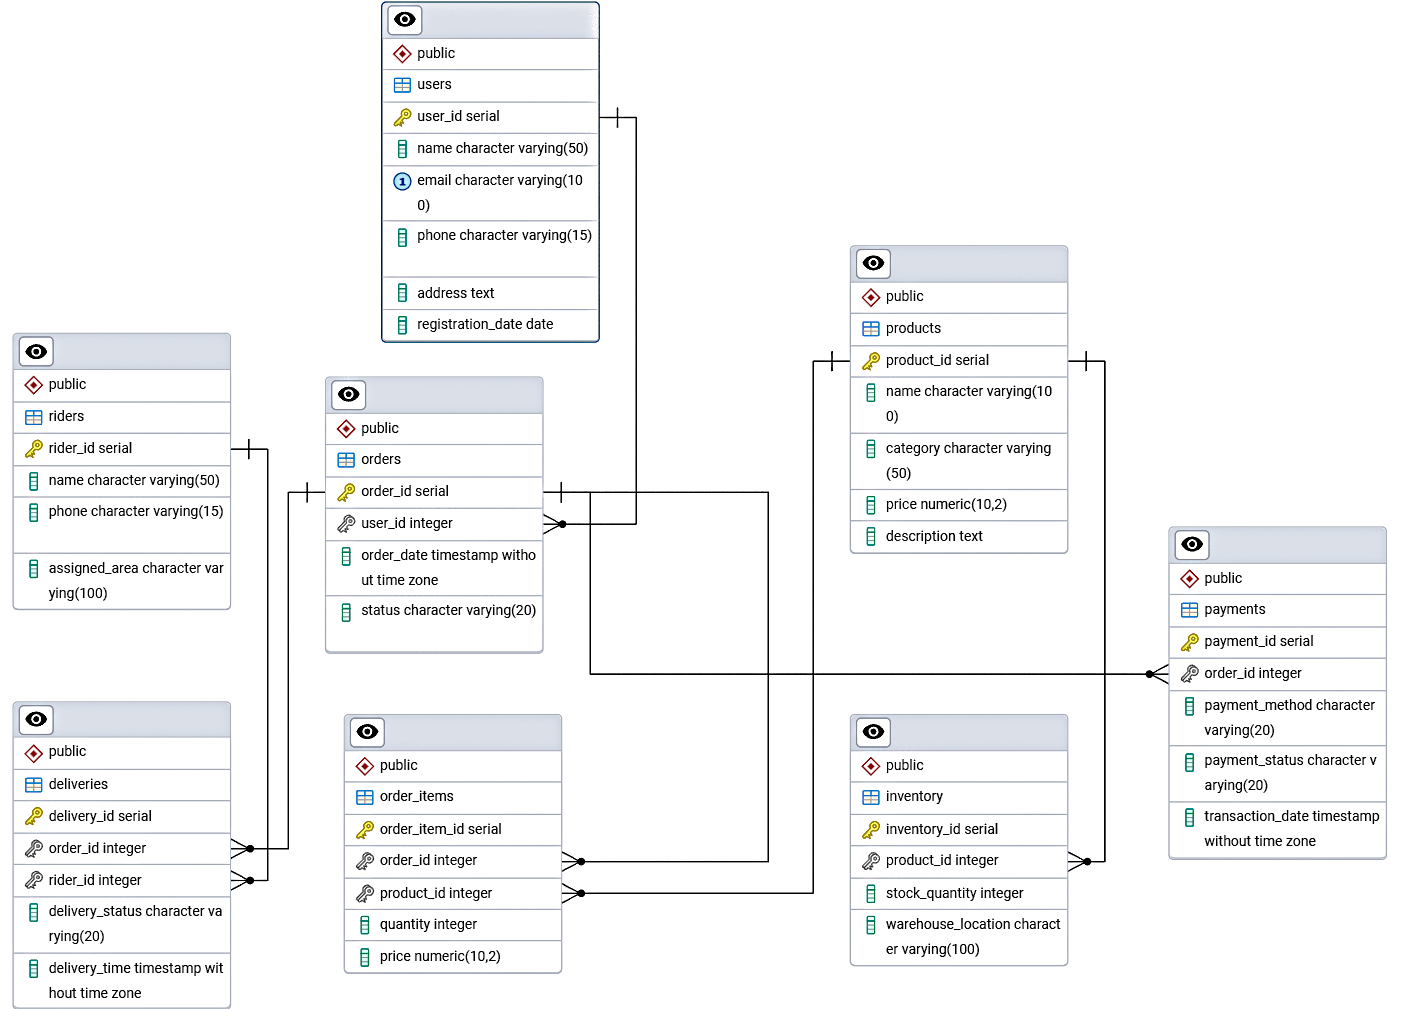 public
users
user_id serial
name character varying(50)
email character varying(10
0)
phone character varying(15)
address text
registration_date date
public
riders
rider_id serial
name character varying(50)
phone character varying(15)
assigned_area character var
ying(100)
public
orders
order_id serial
user_id integer
order_date timestamp witho
ut time zone
status character varying(20)
public
products
product_id serial
name character varying(10
0)
category character varying
(50)
price numeric(10,2)
description text
public
payments
payment_id serial
order_id integer
payment_method character
varying(20)
payment_status character v
arying(20)
transaction_date timestamp
without time zone
public
deliveries
delivery_id serial
order_id integer
rider_id integer
delivery_status character va
rying(20)
delivery_time timestamp wit
hout time zone
public
order_items
order_item_id serial
order_id integer
product_id integer
quantity integer
price numeric(10,2)
public
inventory
inventory_id serial
product_id integer
stock_quantity integer
warehouse_location charact
er varying(100)